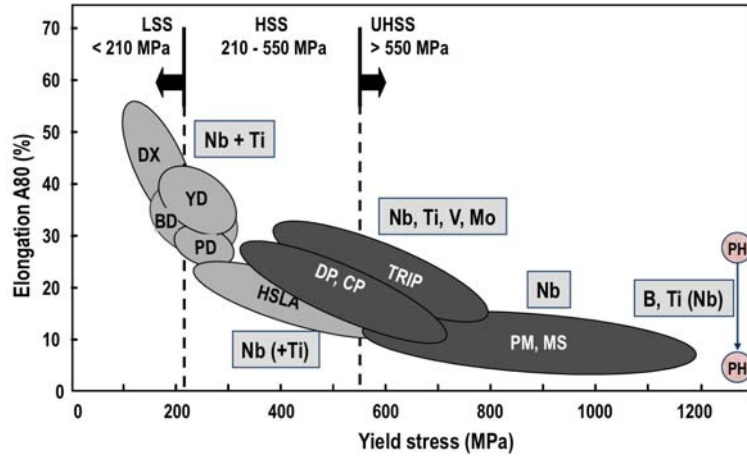 LSS
< 210 MPa
HSS
210 - 550 MPa
UHSS
> 550 MPa
Elongation A80 (%)
80
70
60
50
40
30
20
10
0
DX
Nb + Ti
YD
BD
PD
HSLA
Nb (+Ti)
Nb, Ti, V, Mo
TRIP
DP, CP
Nb
PM, MS
PH
B, Ti (Nb)
PH
0
200
400
600
800
1000
1200
Yield stress (MPa)